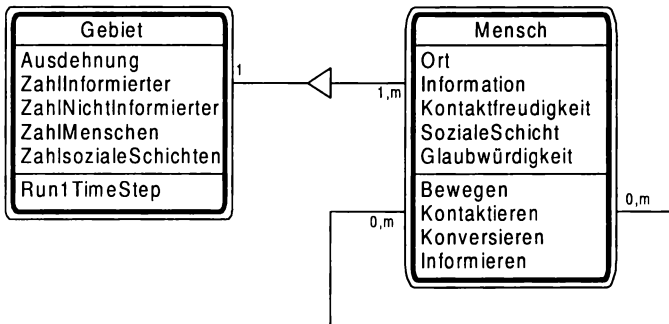 Gebiet
Ausdehnung
ZahlInformierter
ZahlNichtInformierter
ZahlMenschen
ZahlsozialeSchichten
Run1TimeStep
1
1,m
Mensch
Ort
Information
Kontaktfreudigkeit
SozialeSchicht
Glaubwürdigkeit
Bewegen
Kontaktieren
Konversieren
Informieren
0,m
0,m